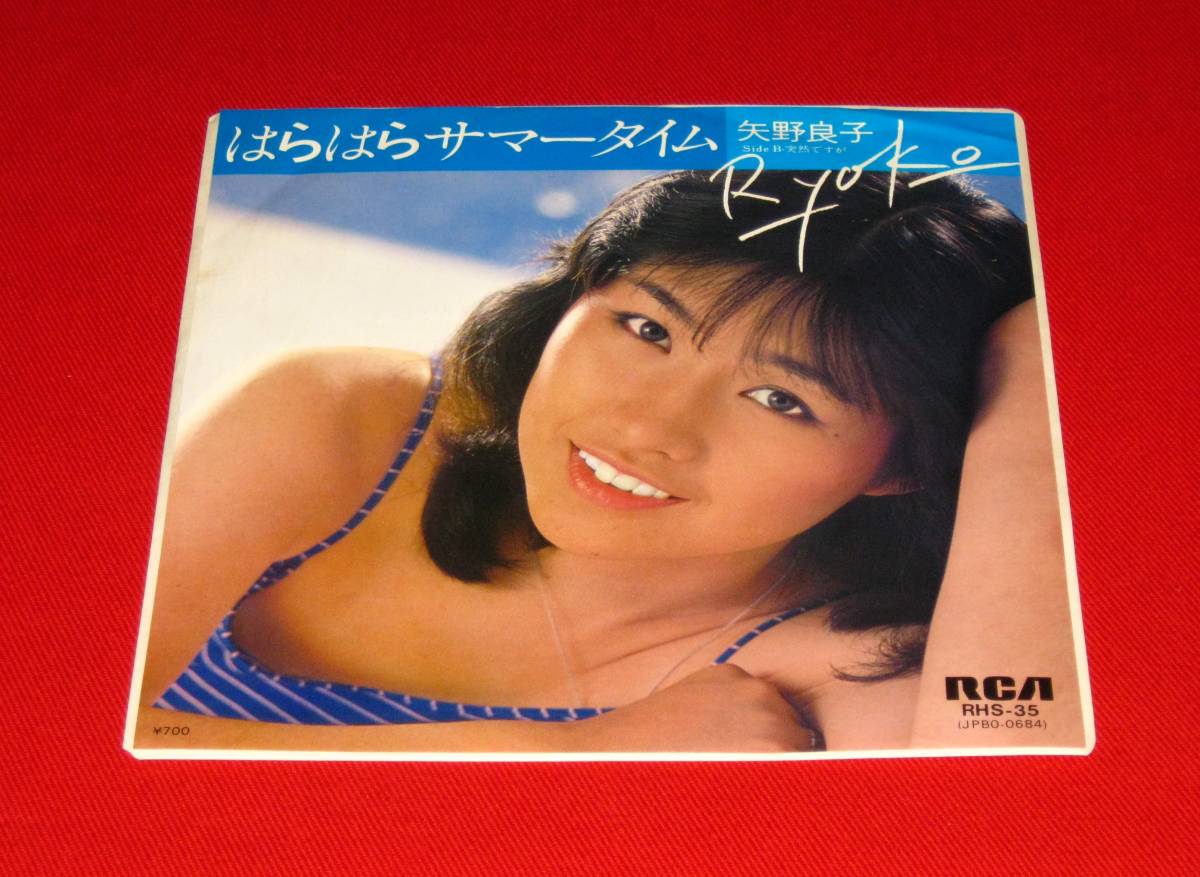 はらはらサマータイム
矢野良子
Side B・突然ですが
Ryoko
RCA
RHS-35
(JPBO-0684)
¥700